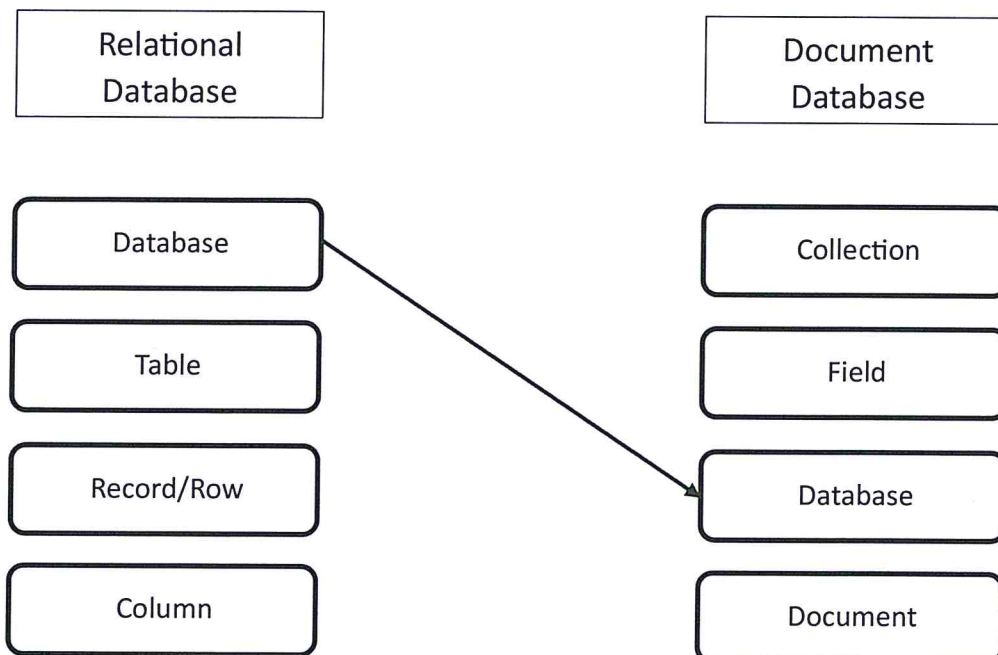 Relational
Database
Document
Database
Database
Collection
Table
Field
Record/Row
Database
Column
Document